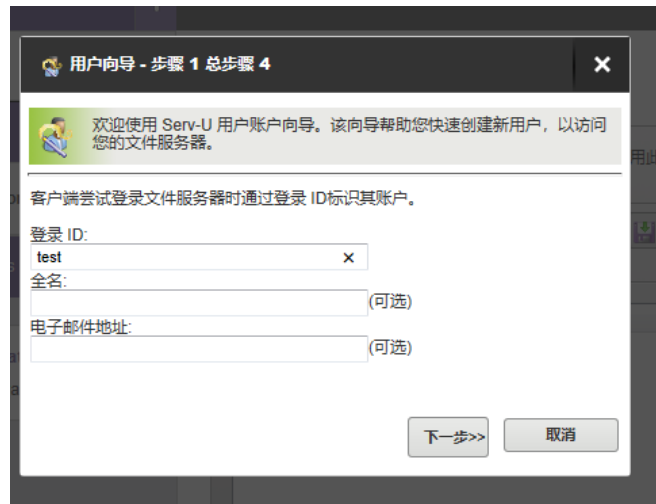 用户向导 - 步骤 1 总步骤 4
欢迎使用 Serv-U 用户账户向导。该向导帮助您快速创建新用户，以访问
您的文件服务器。
客户端尝试登录文件服务器时通过登录 ID标识其账户。
登录 ID:
test
全名:
(可选)
电子邮件地址:
(可选)
下一步>>
取消
用此